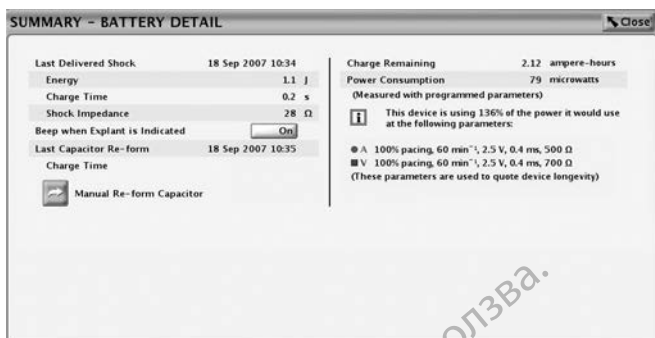 SUMMARY - BATTERY DETAIL
Close
Last Delivered Shock 18 Sep 2007 10:34
Energy 1.1 J
Charge Time 0.2 s
Shock Impedance 28 Ω
Beep when Explant is Indicated On
Last Capacitor Re-form 18 Sep 2007 10:35
Charge Time
Manual Re-form Capacitor
Charge Remaining 2.12 ampere-hours
Power Consumption 79 microwatts
(Measured with programmed parameters)
i This device is using 136% of the power it would use
at the following parameters:
A 100% pacing, 60 min⁻¹, 2.5 V, 0.4 ms, 500 Ω
V 100% pacing, 60 min⁻¹, 2.5 V, 0.4 ms, 700 Ω
(These parameters are used to quote device longevity)